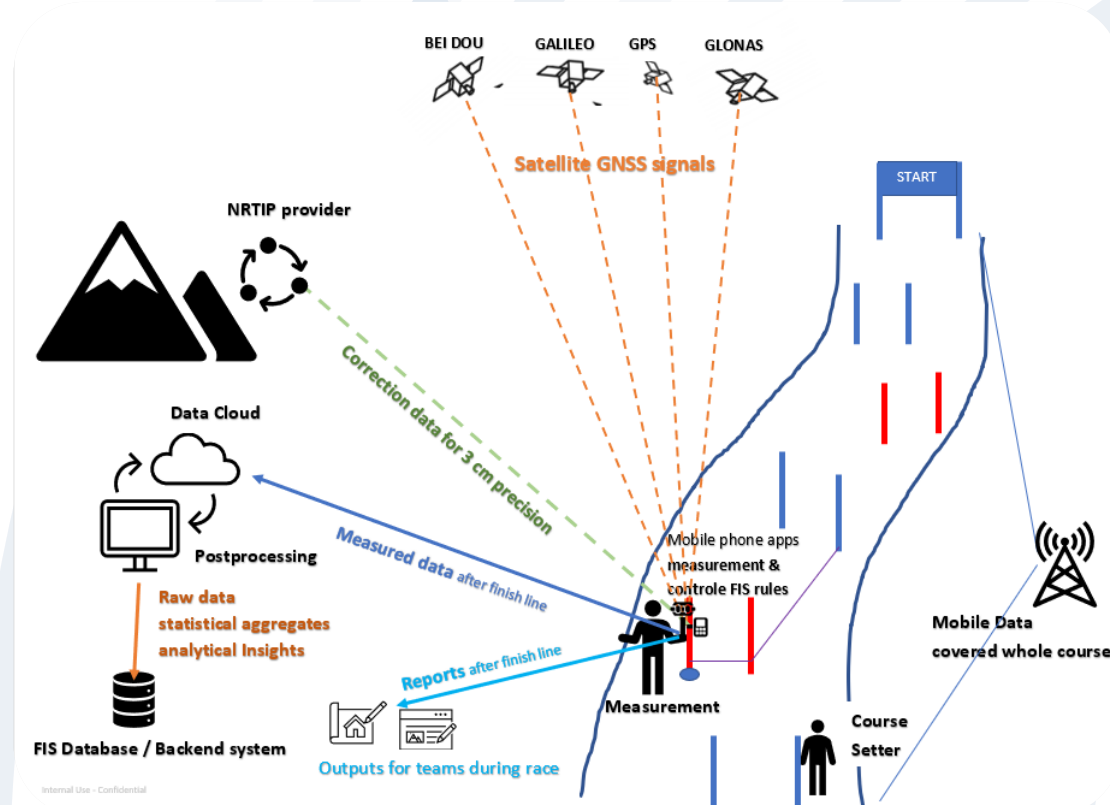 BEI DOU
GALILEO
GPS
GLONAS
Satellite GNSS signals
START
NRTIP provider
Correction data for 3 cm precision
Data Cloud
Postprocessing
Measured data after finish line
Raw data
statistical aggregates
analytical Insights
Mobile phone apps
measurement &
controle FIS rules
Mobile Data
covered whole course
Reports after finish line
Measurement
Course
Setter
FIS Database / Backend system
Outputs for teams during race
Internal Use - Confidential